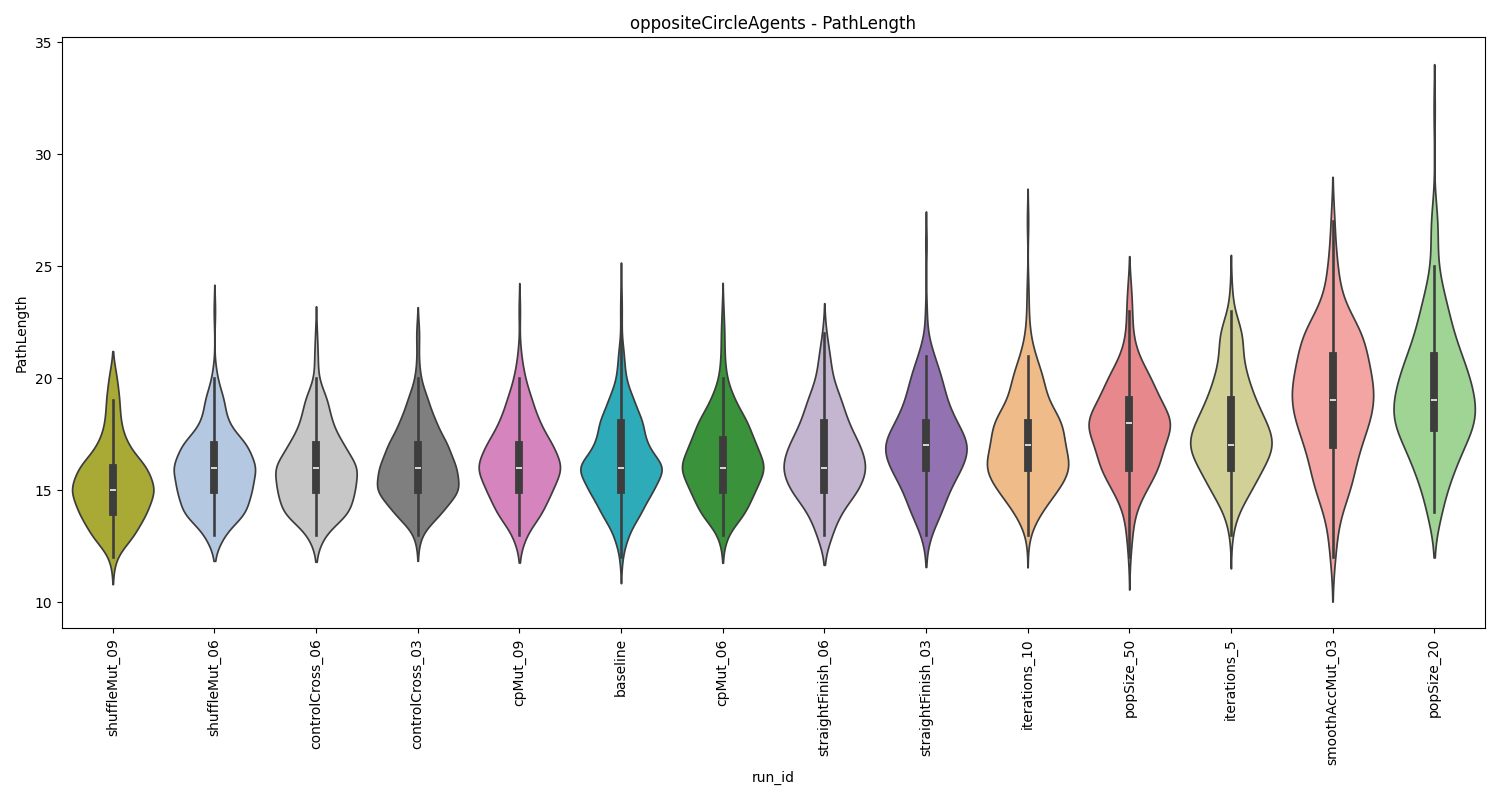 oppositeCircleAgents - PathLength
35
30
25
20
15
10
PathLength
shuffleMut_09
shuffleMut_06
controlCross_06
controlCross_03
cpMut_09
baseline
cpMut_06
straightFinish_06
straightFinish_03
iterations_10
popSize_50
iterations_5
smoothAccMut_03
popSize_20
run_id